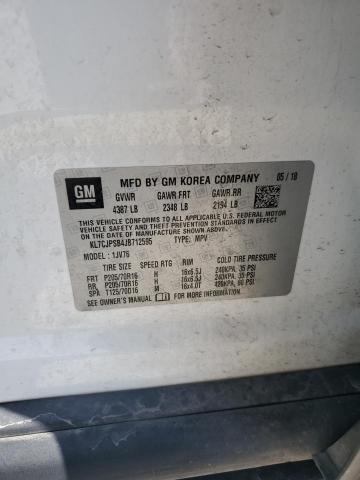 GM
MFD BY GM KOREA COMPANY 05 / 18
GVWR GAWR FRT GAWR RR
4387 LB 2348 LB 2194 LB
THIS VEHICLE CONFORMS TO ALL APPLICABLE U.S. FEDERAL MOTOR
VEHICLE SAFETY, BUMPER, AND THEFT PREVENTION STANDARDS IN
EFFECT ON THE DATE OF MANUFACTURE SHOWN ABOVE.
KL7CJPSB4JB712595 TYPE: MPV
MODEL: 1JV76
TIRE SIZE SPEED RTG RIM COLD TIRE PRESSURE
FRT P205/70R16 H 16x6.5J 240KPA, 35 PSI
RR P205/70R16 H 16x6.5J 240KPA, 35 PSI
SPA T125/70D16 M 16x4.0T 420KPA, 60 PSI
SEE OWNER'S MANUAL FOR MORE INFORMATION.